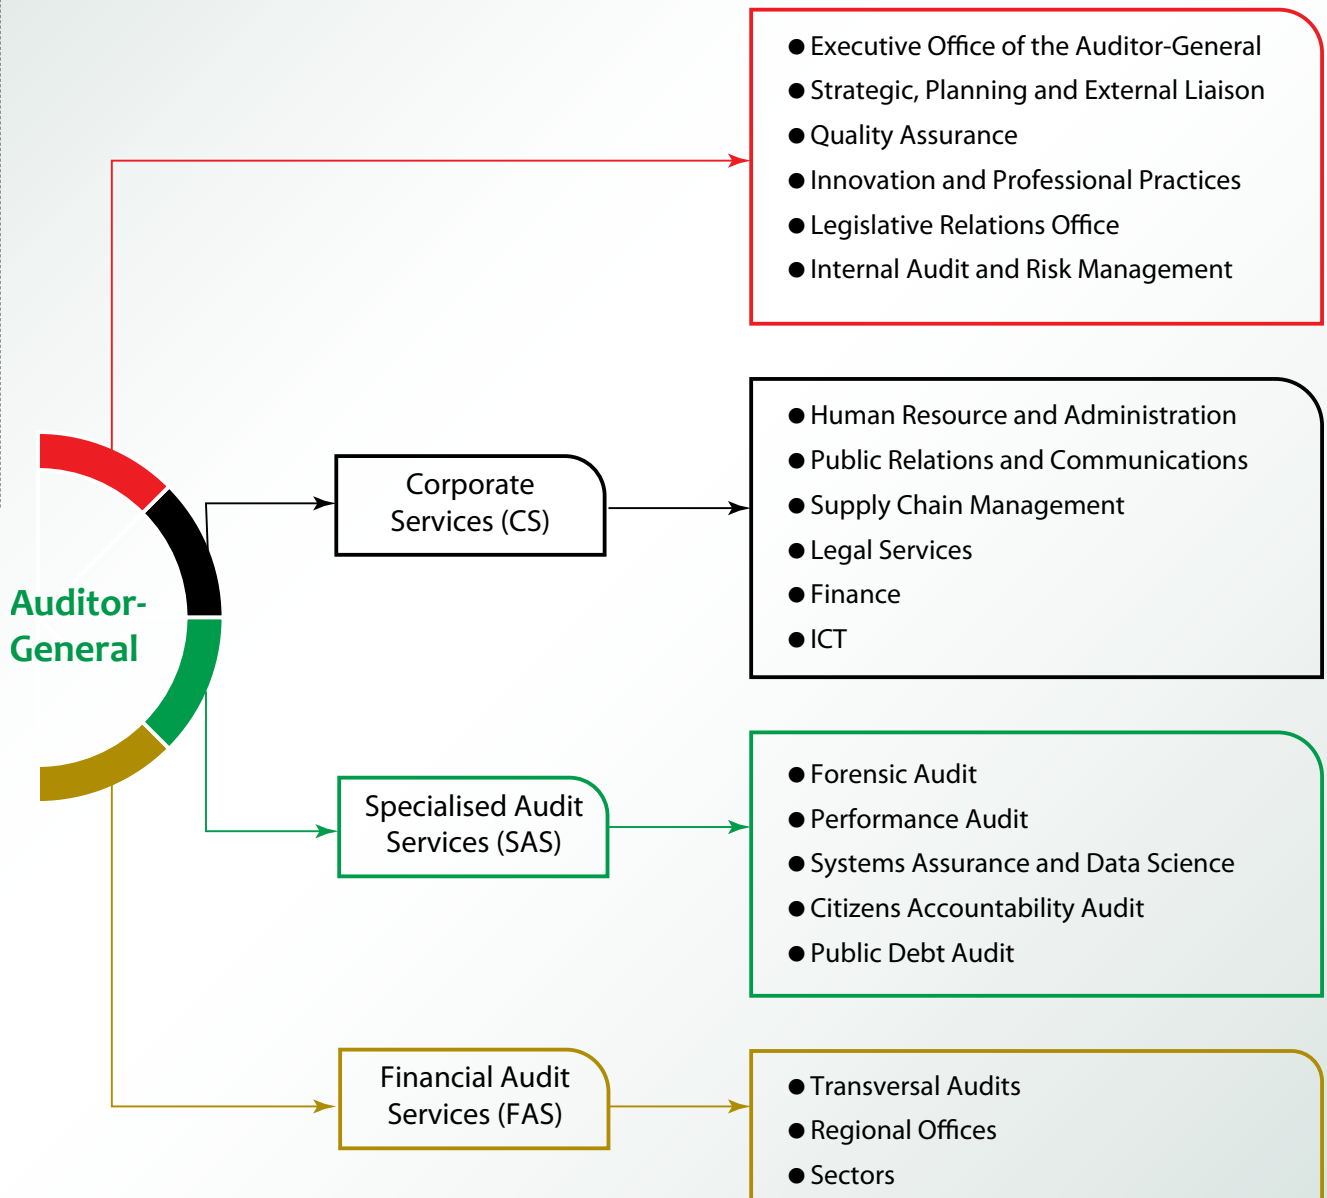 ● Executive Office of the Auditor-General
● Strategic, Planning and External Liaison
● Quality Assurance
● Innovation and Professional Practices
● Legislative Relations Office
● Internal Audit and Risk Management
Auditor-
General
Corporate
Services (CS)
● Human Resource and Administration
● Public Relations and Communications
● Supply Chain Management
● Legal Services
● Finance
● ICT
Specialised Audit
Services (SAS)
● Forensic Audit
● Performance Audit
● Systems Assurance and Data Science
● Citizens Accountability Audit
● Public Debt Audit
Financial Audit
Services (FAS)
● Transversal Audits
● Regional Offices
● Sectors